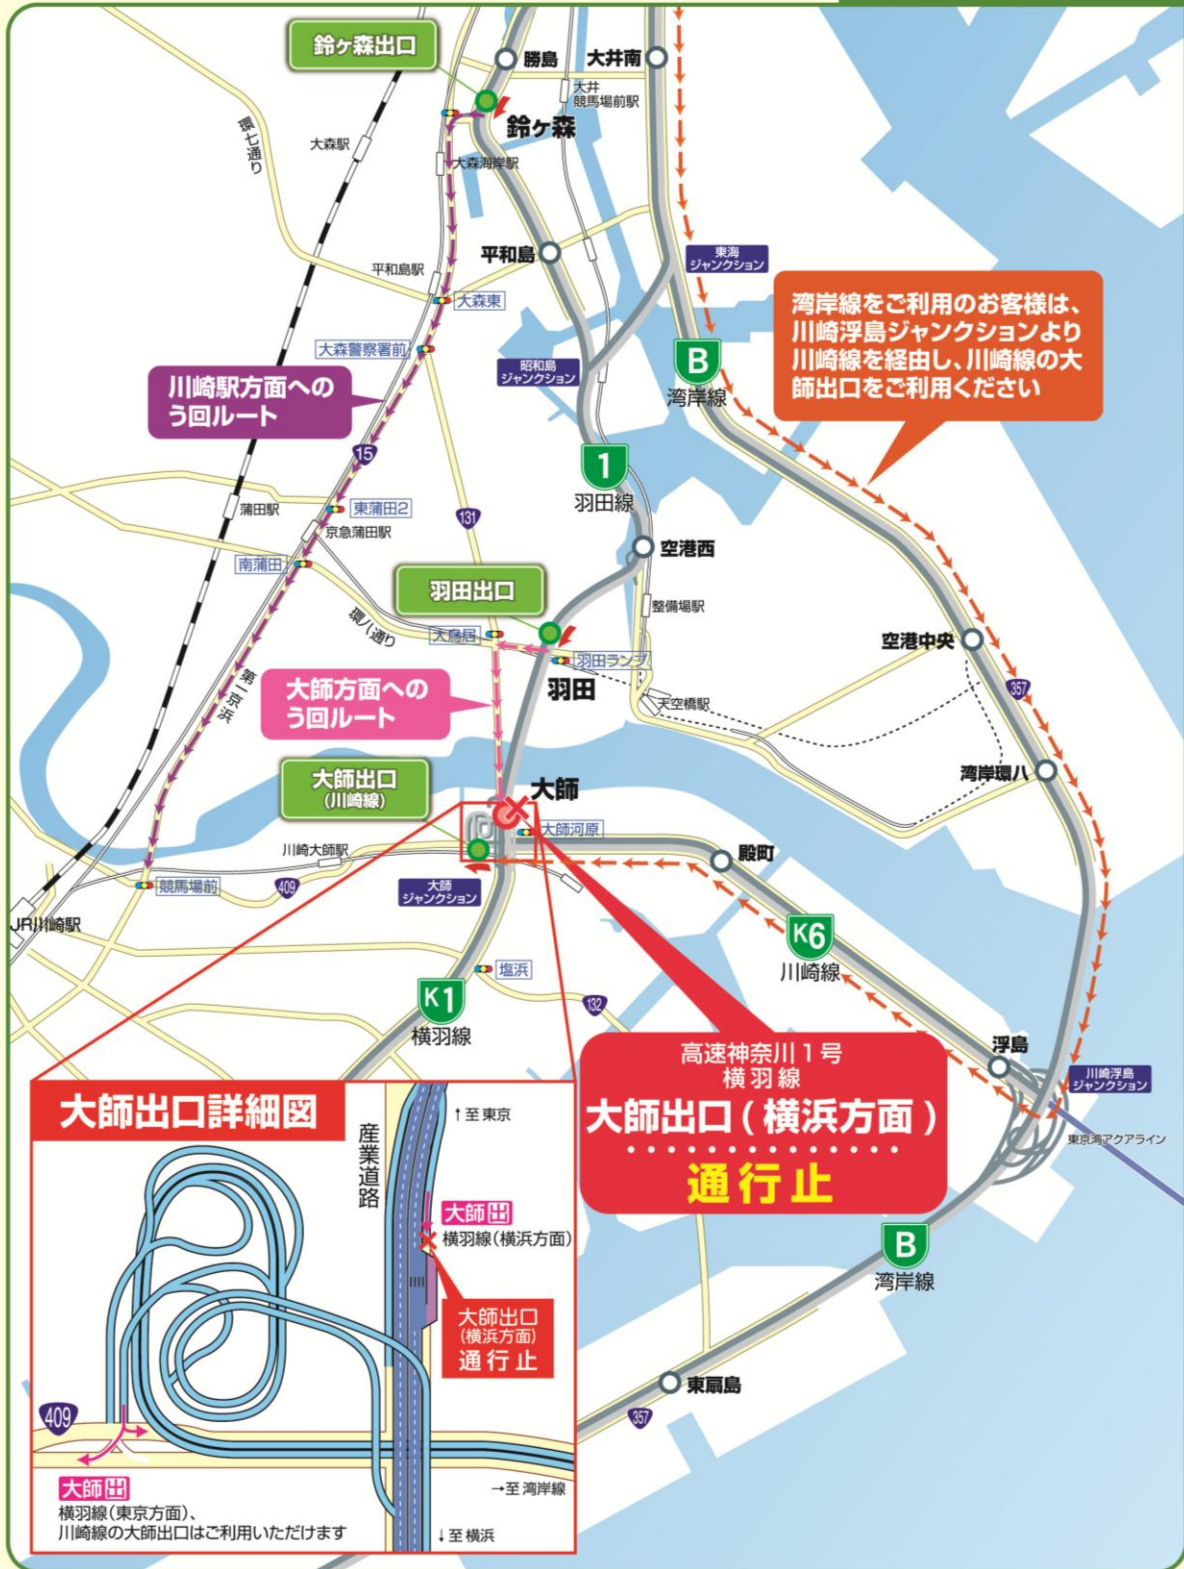 鈴ヶ森出口
勝島
大井南
大井
競馬場前駅
鈴ヶ森
環七通り
大森駅
大森海岸駅
平和島
平和島駅
東海
ジャンクション
大森東
湾岸線をご利用のお客様は、
川崎浮島ジャンクションより
川崎線を経由し、川崎線の大
師出口をご利用ください
大森警察署前
昭和島
ジャンクション
B
湾岸線
川崎駅方面への
う回ルート
15
1
羽田線
蒲田駅
東蒲田2
131
京急蒲田駅
空港西
南蒲田
羽田出口
整備場駅
環八通り
大鳥居
空港中央
羽田ランプ
羽田
357
第一京浜
大師方面への
う回ルート
天空橋駅
大師出口
(川崎線)
大師
湾岸環八
大師河原
川崎大師駅
殿町
競馬場前
409
大師
ジャンクション
JR川崎駅
K6
川崎線
塩浜
K1
横羽線
132
高速神奈川1号
横羽線
大師出口(横浜方面)
通行止
浮島
川崎浮島
ジャンクション
東京湾アクアライン
大師出口詳細図
↑至東京
産業道路
大師出
横羽線(横浜方面)
大師出口
(横浜方面)
通行止
B
湾岸線
東扇島
357
409
大師出
横羽線(東京方面)、
川崎線の大師出口はご利用いただけます
→至湾岸線
↓至横浜